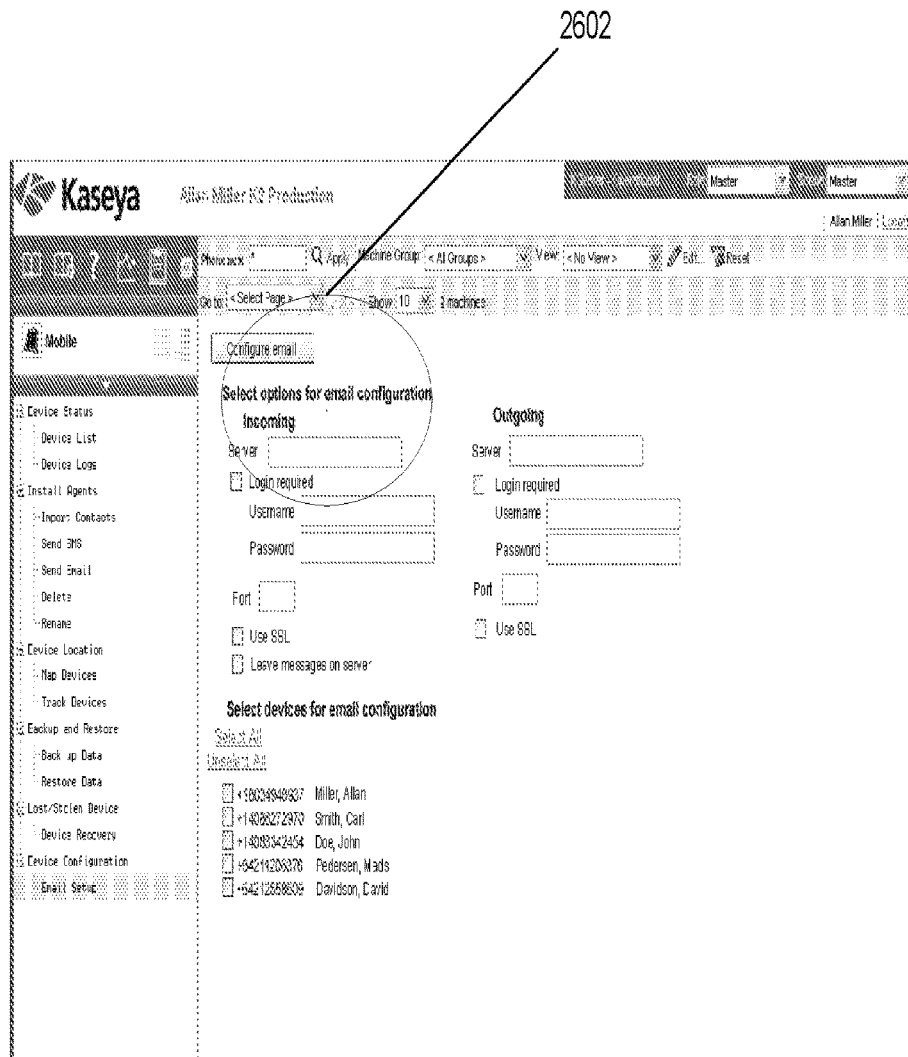 2602
Kaseya
Allan Miller K2 Production
Master
Master
Allan Miller
Apply
Machine Group:
< All Groups >
View:
< No View >
Edit...
Reset
Go to:
< Select Page >
Show
10
machines
Mobile
Configure email
Select options for email configuration
Incoming
Outgoing
Server
Server
Login required
Login required
Username
Username
Password
Password
Port
Port
Use SSL
Use SSL
Leave messages on server
Select devices for email configuration
Select All
Unselect All
Miller, Allan
Smith, Carl
Doe, John
Pedersen, Mads
Davidson, David
Device Status
Device List
Device Logs
Install Agents
Import Contacts
Send SMS
Send Email
Delete
Rename
Device Location
Map Devices
Track Devices
Backup and Restore
Back up Data
Restore Data
Lost/Stolen Device
Device Recovery
Device Configuration
Email Setup